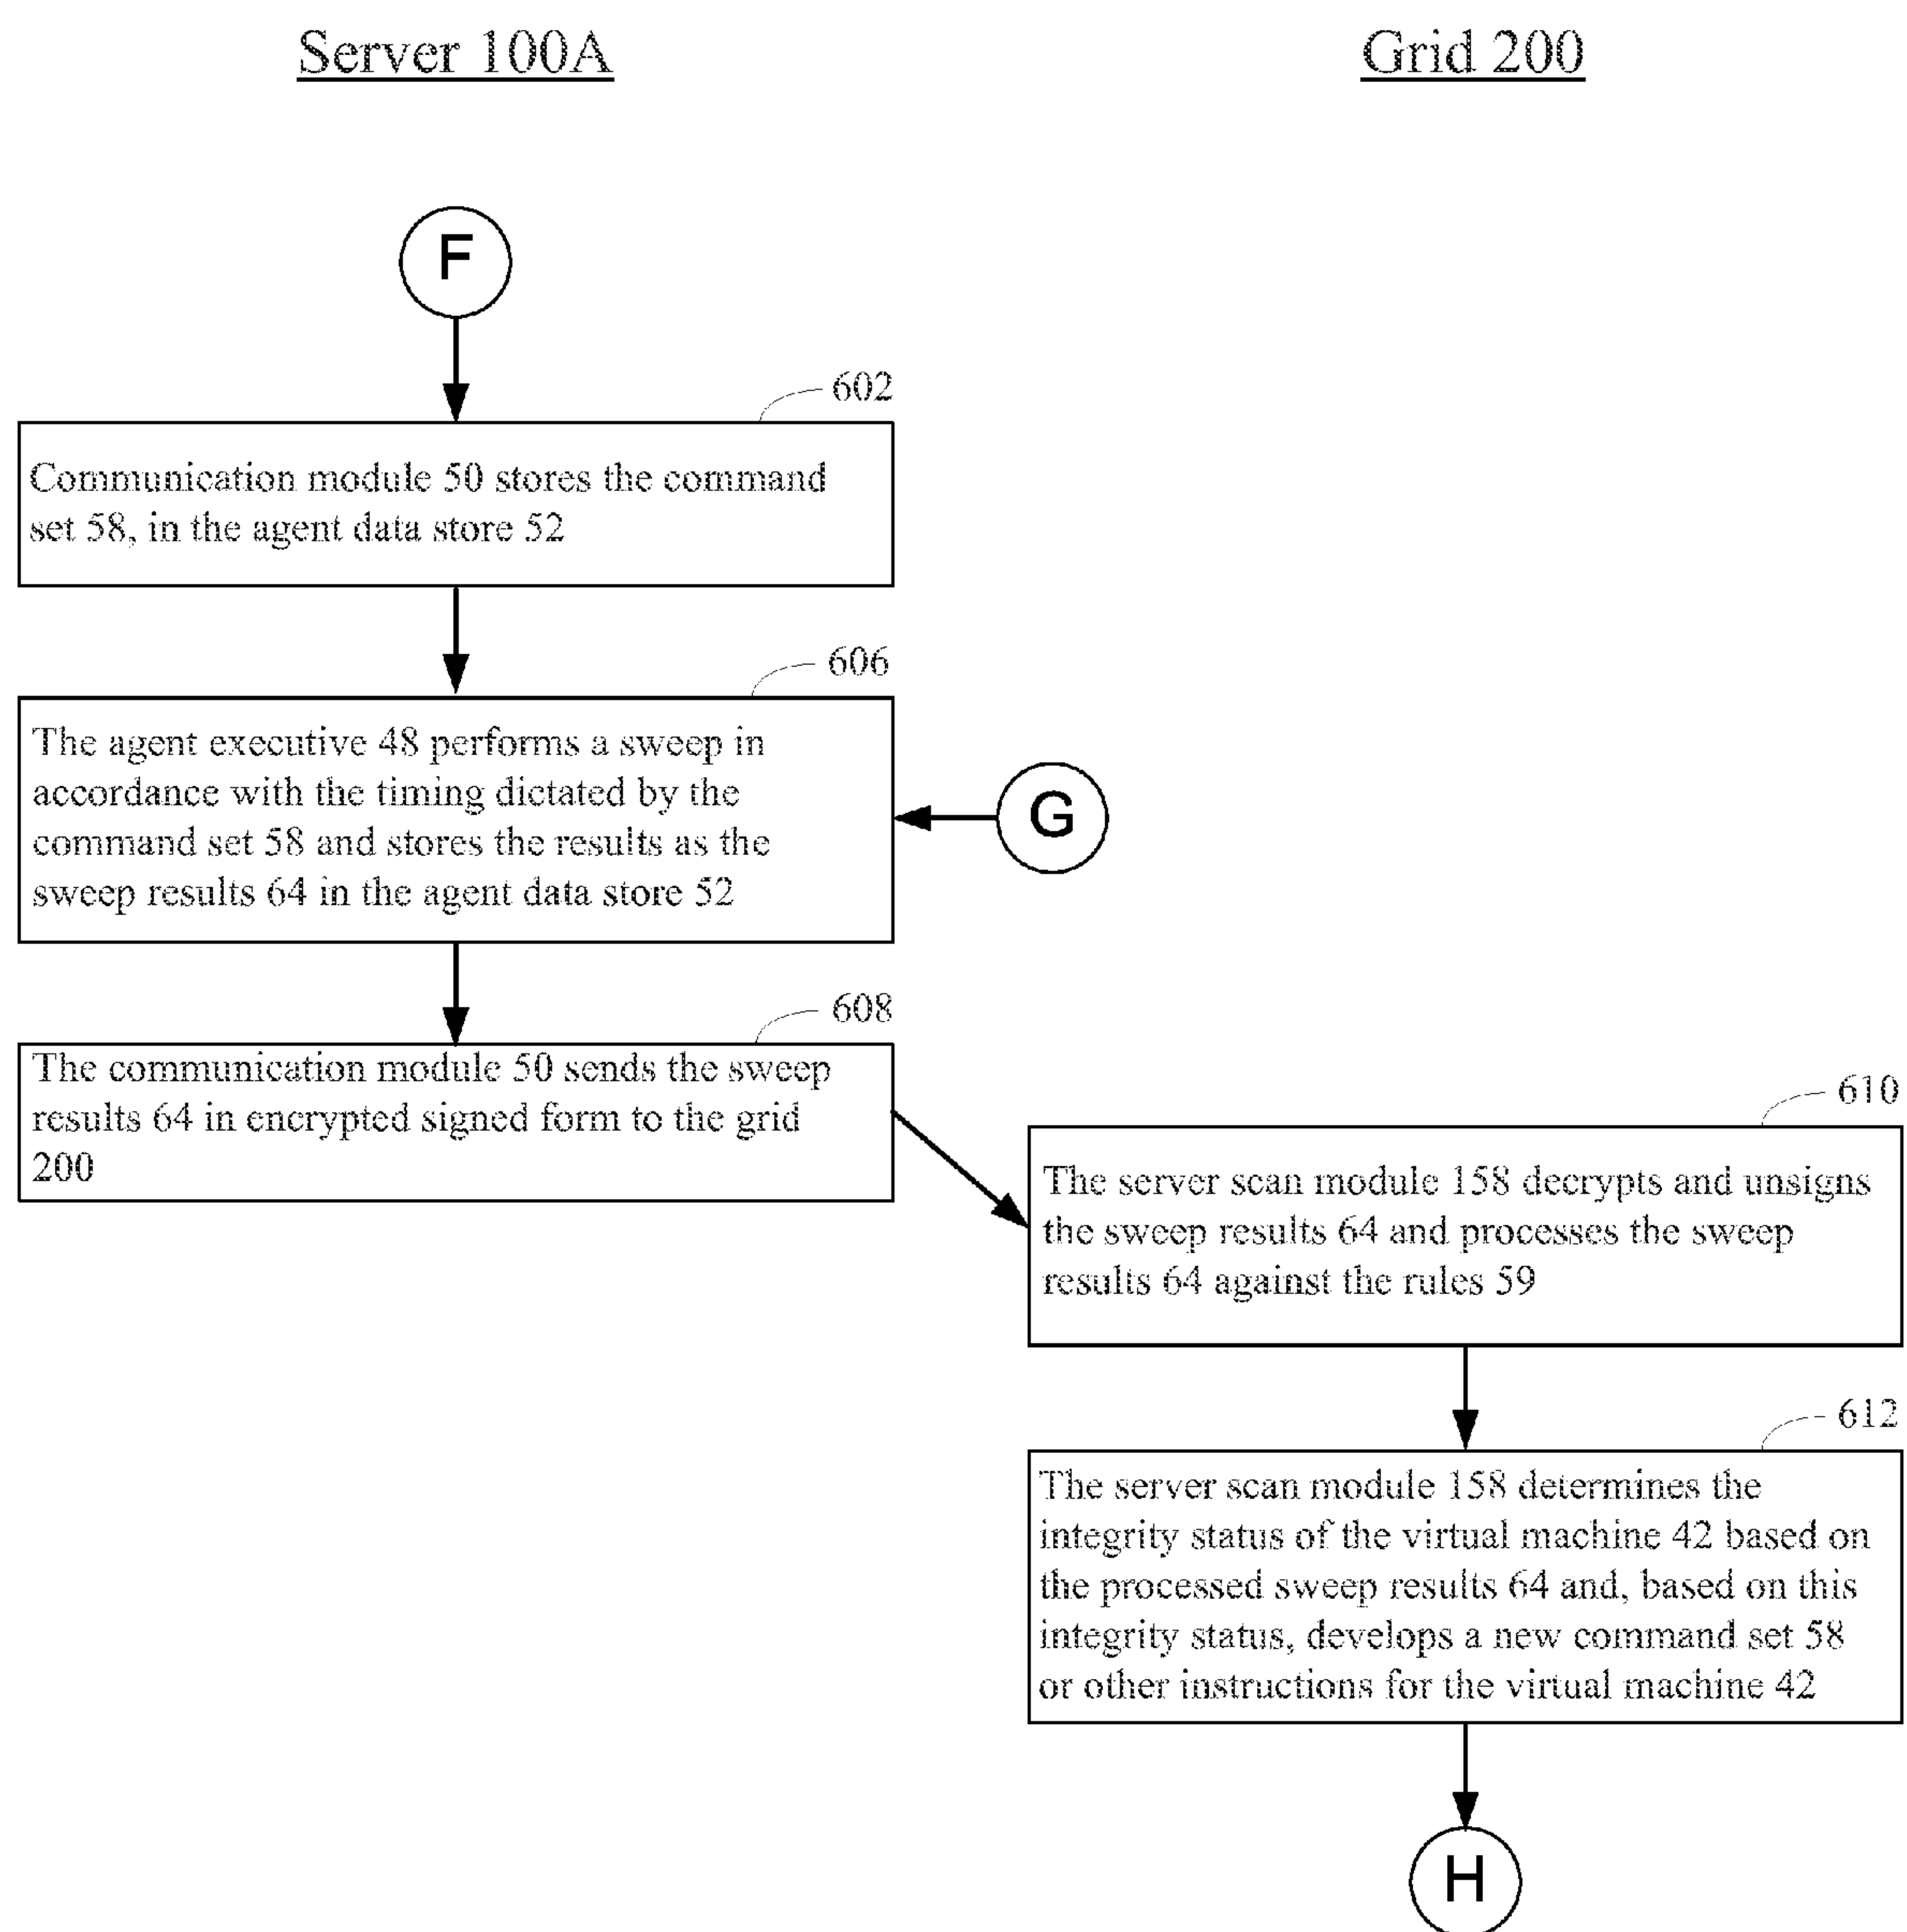 Server 100A
Grid 200
F
602
Communication module 50 stores the command
set 58, in the agent data store 52
606
The agent executive 48 performs a sweep in
accordance with the timing dictated by the
command set 58 and stores the results as the
sweep results 64 in the agent data store 52
G
608
The communication module 50 sends the sweep
results 64 in encrypted signed form to the grid
200
610
The server scan module 158 decrypts and unsigns
the sweep results 64 and processes the sweep
results 64 against the rules 59
612
The server scan module 158 determines the
integrity status of the virtual machine 42 based on
the processed sweep results 64 and, based on this
integrity status, develops a new command set 58
or other instructions for the virtual machine 42
H